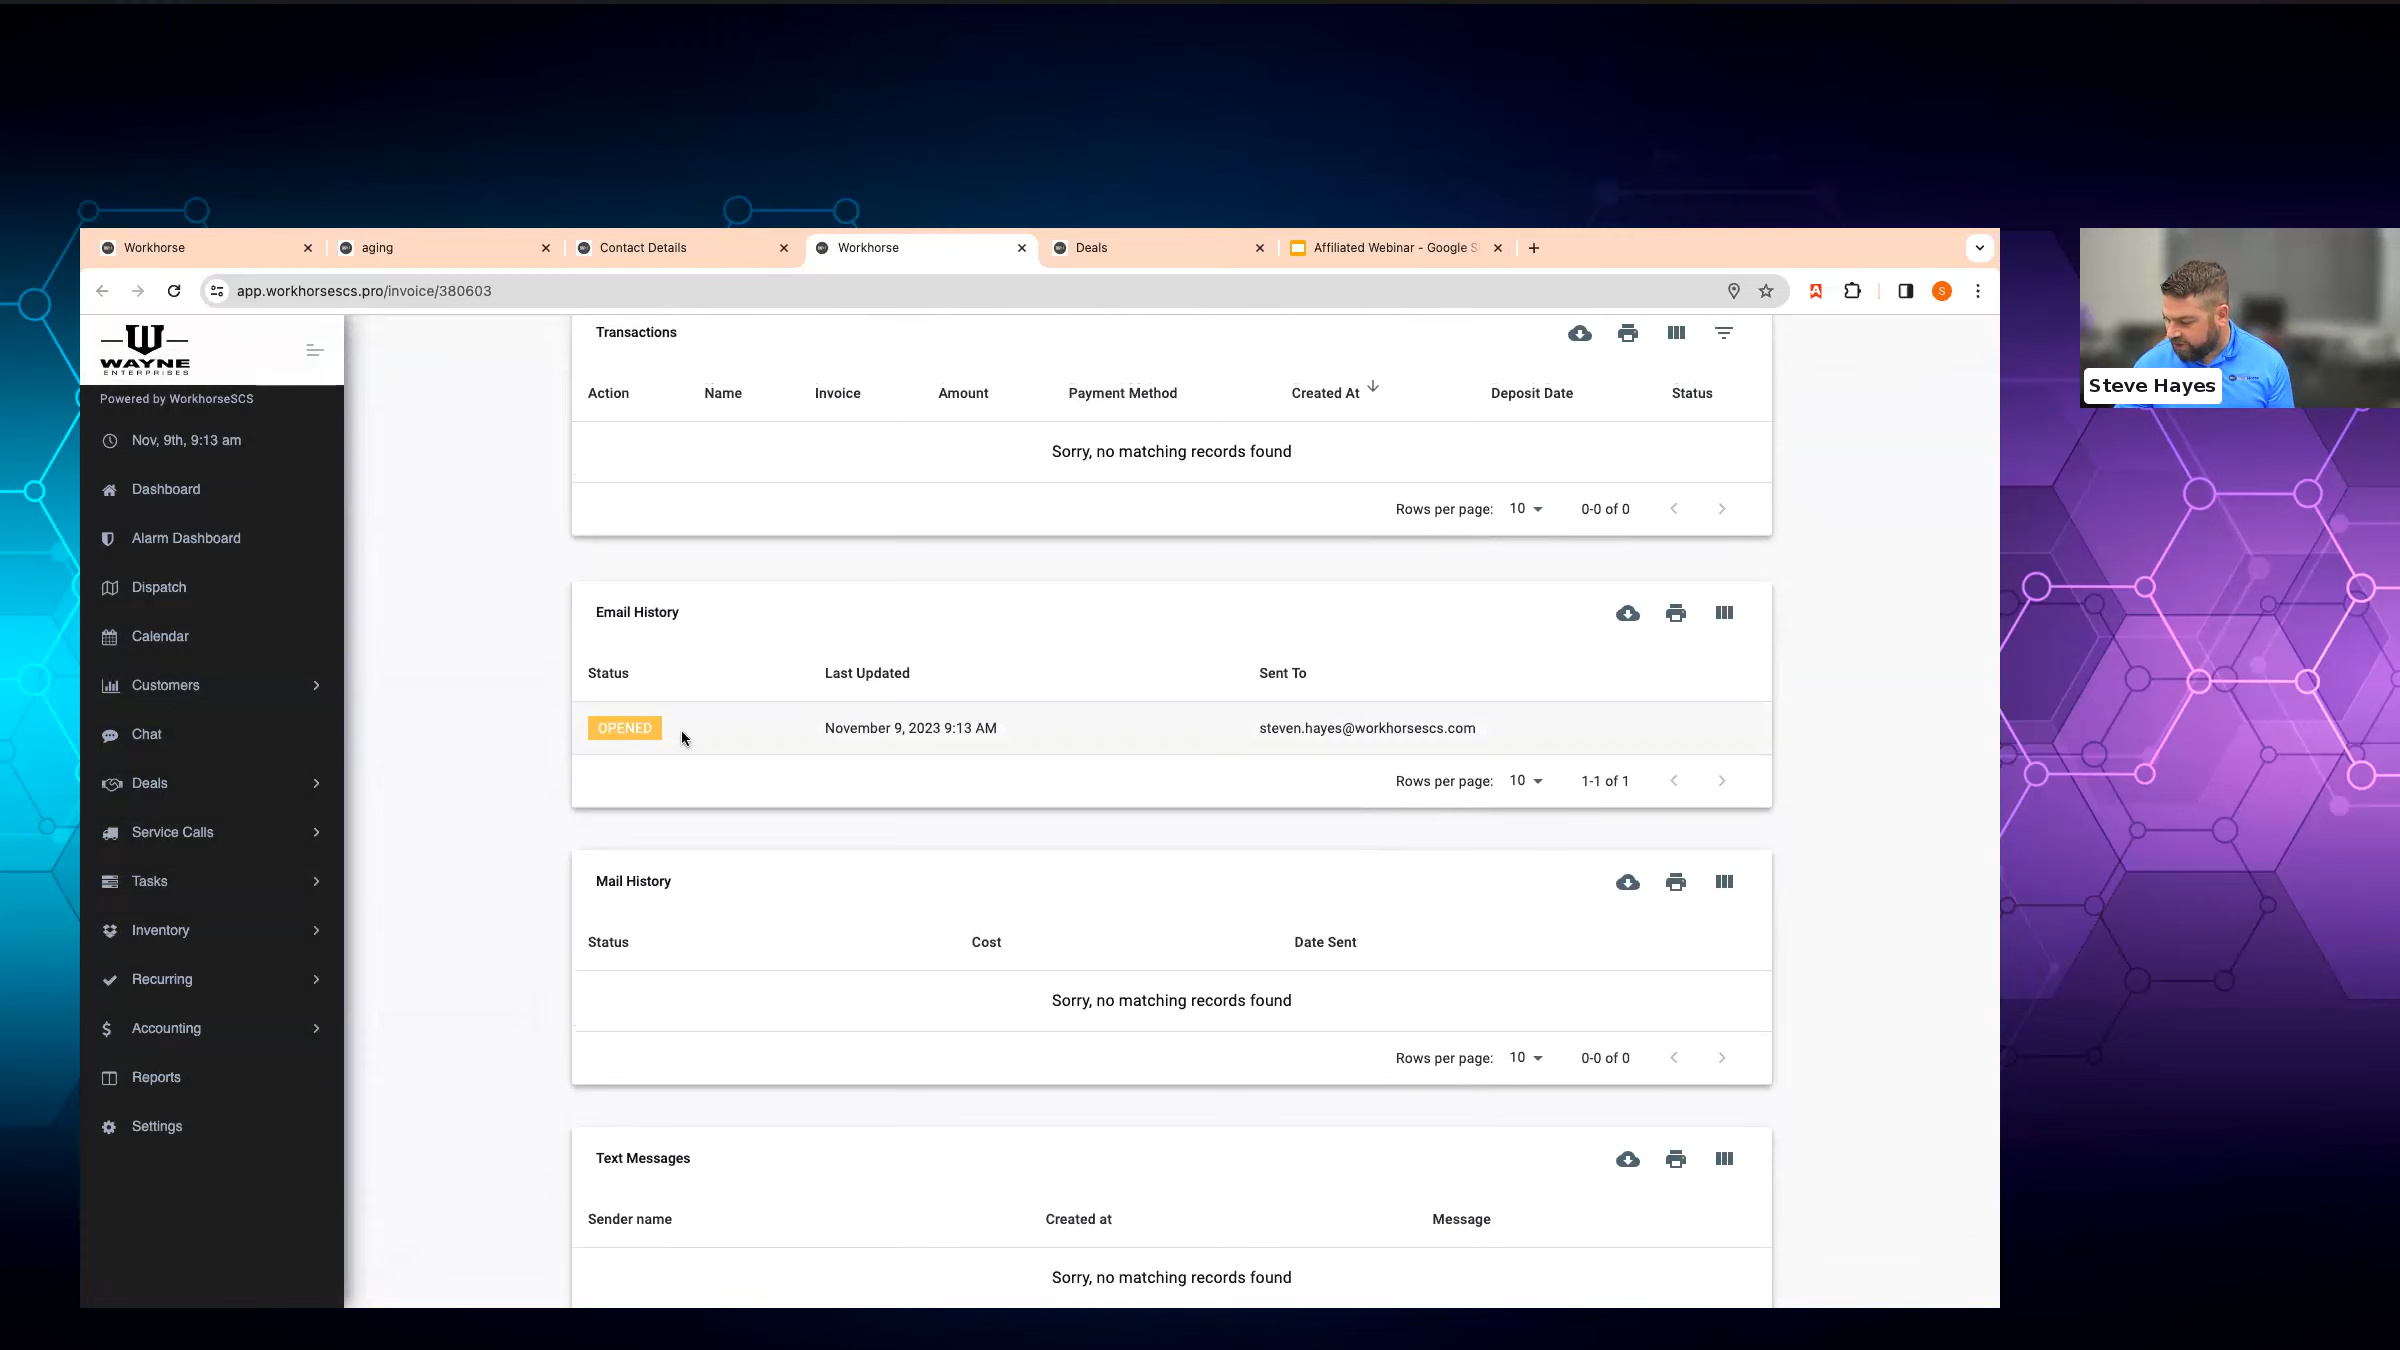 Workhorse
aging
Contact Details
Workhorse
Deals
Affiliated Webinar - Google S
app.workhorsescs.pro/invoice/380603
S
WAYNE
ENTERPRISES
Powered by WorkhorseSCS
Nov, 9th, 9:13 am
Dashboard
Alarm Dashboard
Dispatch
Calendar
Customers
Chat
Deals
Service Calls
Tasks
Inventory
Recurring
Accounting
Reports
Settings
Transactions
Action Name Invoice Amount Payment Method Created At Deposit Date Status
Sorry, no matching records found
Rows per page: 10 0-0 of 0
Email History
Status Last Updated Sent To
OPENED November 9, 2023 9:13 AM steven.hayes@workhorsescs.com
Rows per page: 10 1-1 of 1
Mail History
Status Cost Date Sent
Sorry, no matching records found
Rows per page: 10 0-0 of 0
Text Messages
Sender name Created at Message
Sorry, no matching records found
Steve Hayes